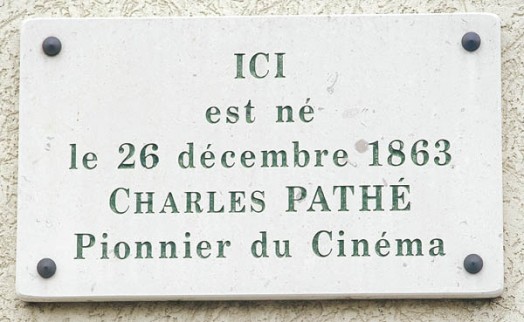 ICI
est né
le 26 décembre 1863
CHARLES PATHÉ
Pionnier du Cinéma